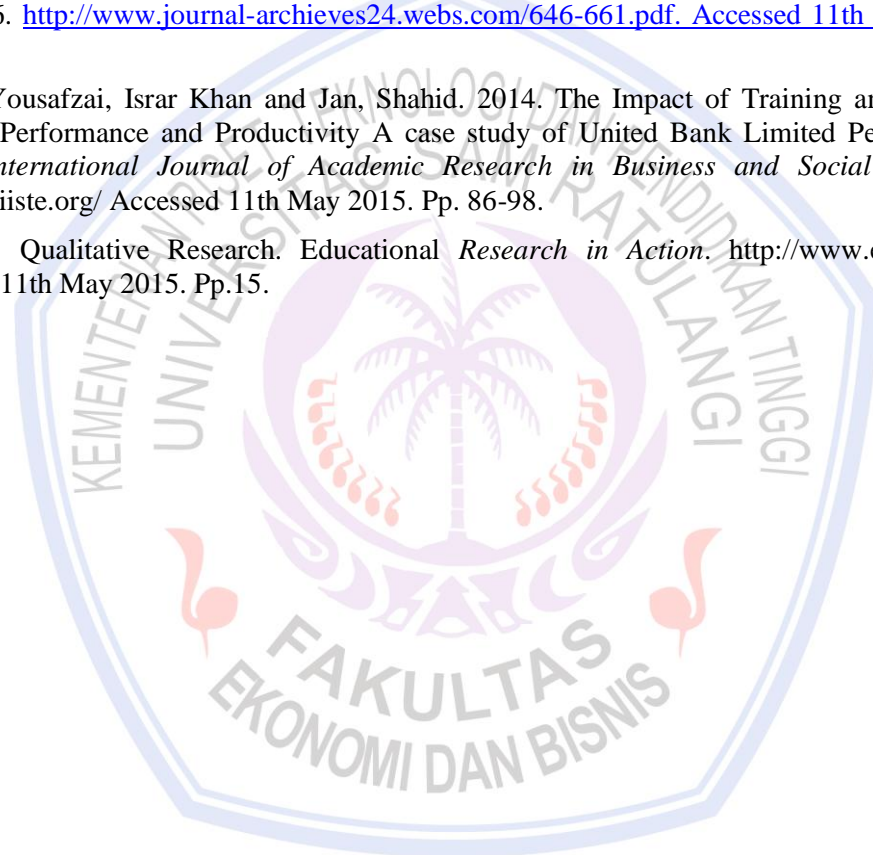 6. http://www.journal-archieves24.webs.com/646-661.pdf. Accessed 11th
Yousafzai, Israr Khan and Jan, Shahid. 2014. The Impact of Training
Performance and Productivity A case study of United Bank Limited
nternational Journal of Academic Research in Business and Social
iiste.org/ Accessed 11th May 2015. Pp. 86-98.
Qualitative Research. Educational Research in Action. http://www.
11th May 2015. Pp.15.
KEMENTERIAN RISET TEKNOLOGI DAN PENDIDIKAN TINGGI
UNIVERSITAS SAM RATULANGI
FAKULTAS
EKONOMI DAN BISNIS